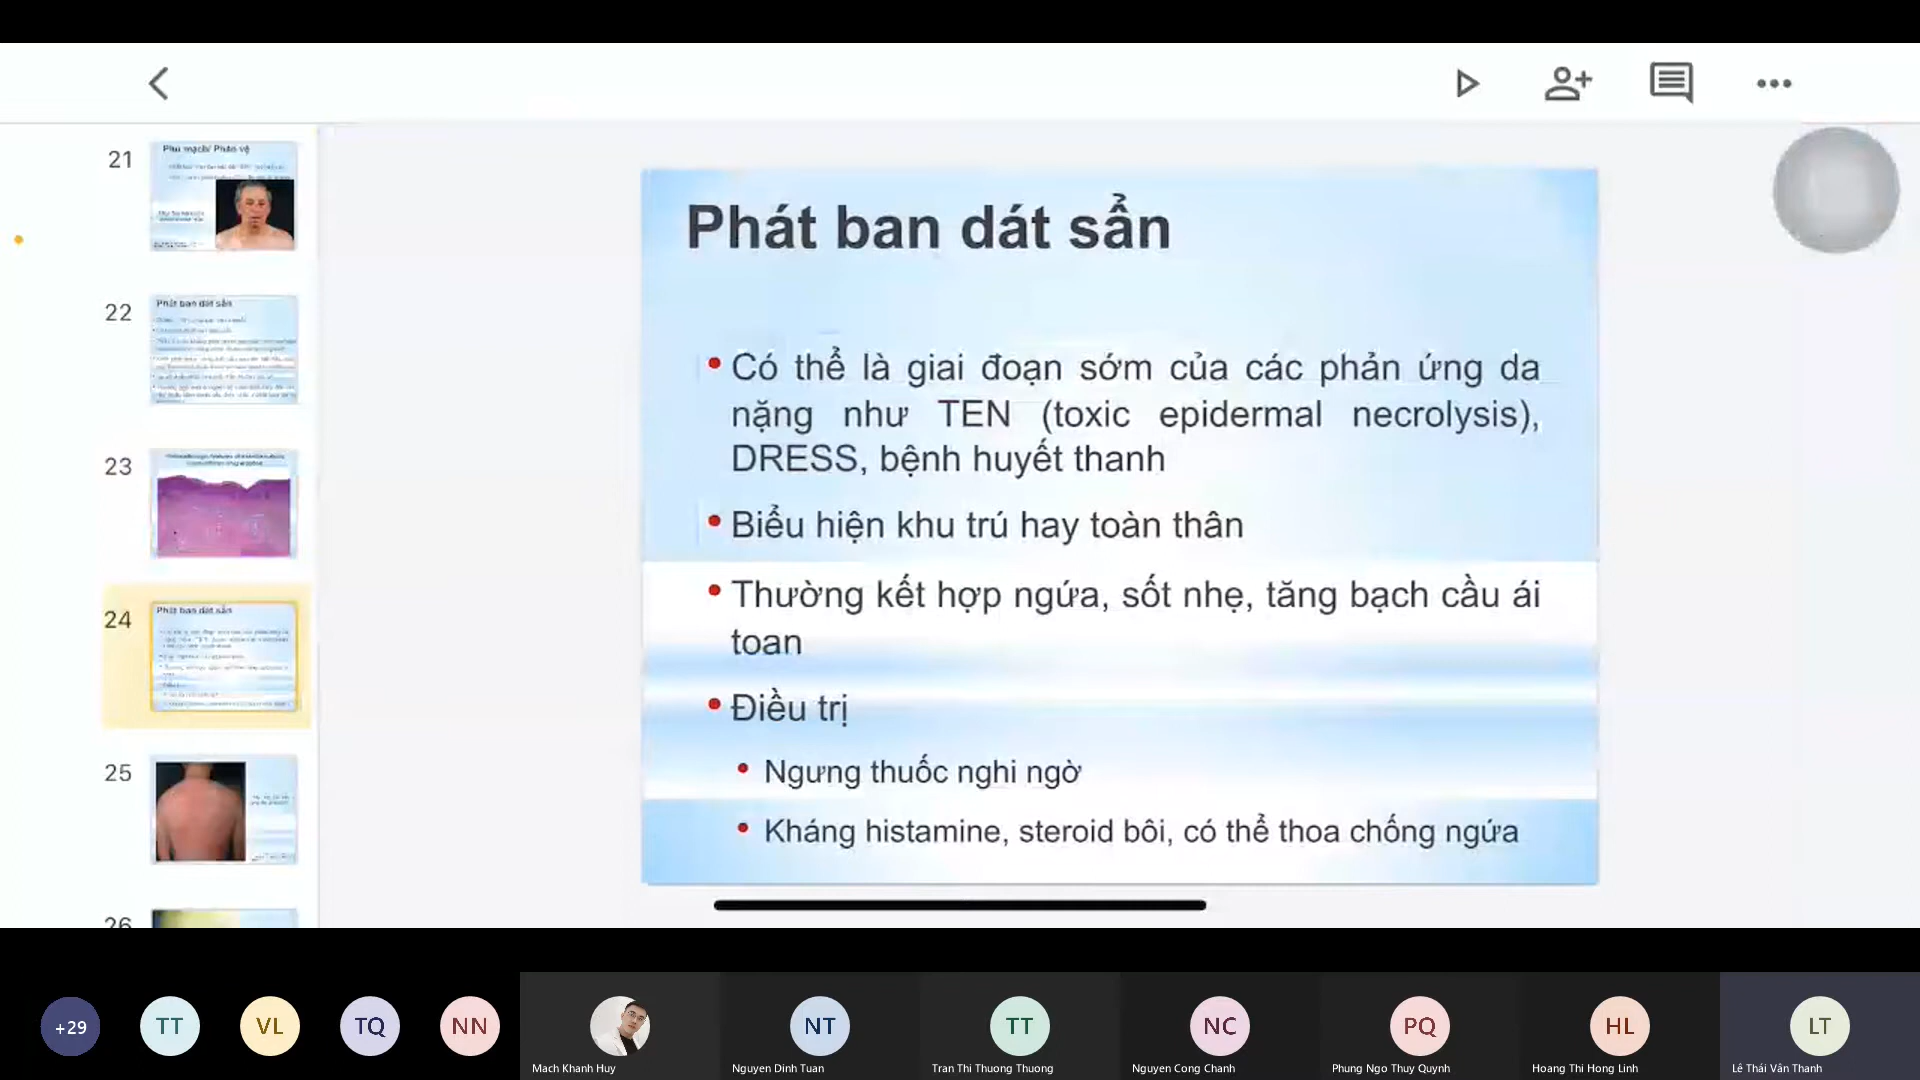 21
Phù mạch/ Phản vệ
22
Phát ban dát sẩn
23
24
Phát ban dát sẩn
25
26
Phát ban dát sẩn
Có thể là giai đoạn sớm của các phản ứng da
nặng như TEN (toxic epidermal necrolysis),
DRESS, bệnh huyết thanh
Biểu hiện khu trú hay toàn thân
Thường kết hợp ngứa, sốt nhẹ, tăng bạch cầu ái
toan
Điều trị
Ngưng thuốc nghi ngờ
Kháng histamine, steroid bôi, có thể thoa chống ngứa
+29
TT
VL
TQ
NN
NT
TT
NC
PQ
HL
LT
Mach Khanh Huy
Nguyen Dinh Tuan
Tran Thi Thuong Thuong
Nguyen Cong Chanh
Phung Ngo Thuy Quynh
Hoang Thi Hong Linh
Lê Thái Vân Thanh